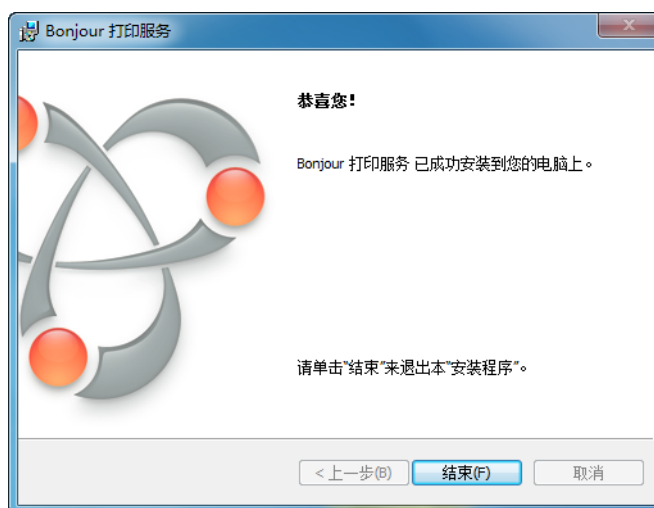 Bonjour 打印服务
恭喜您!
Bonjour 打印服务 已成功安装到您的电脑上。
请单击"结束"来退出本"安装程序"。
<上一步(B) 结束(F) 取消